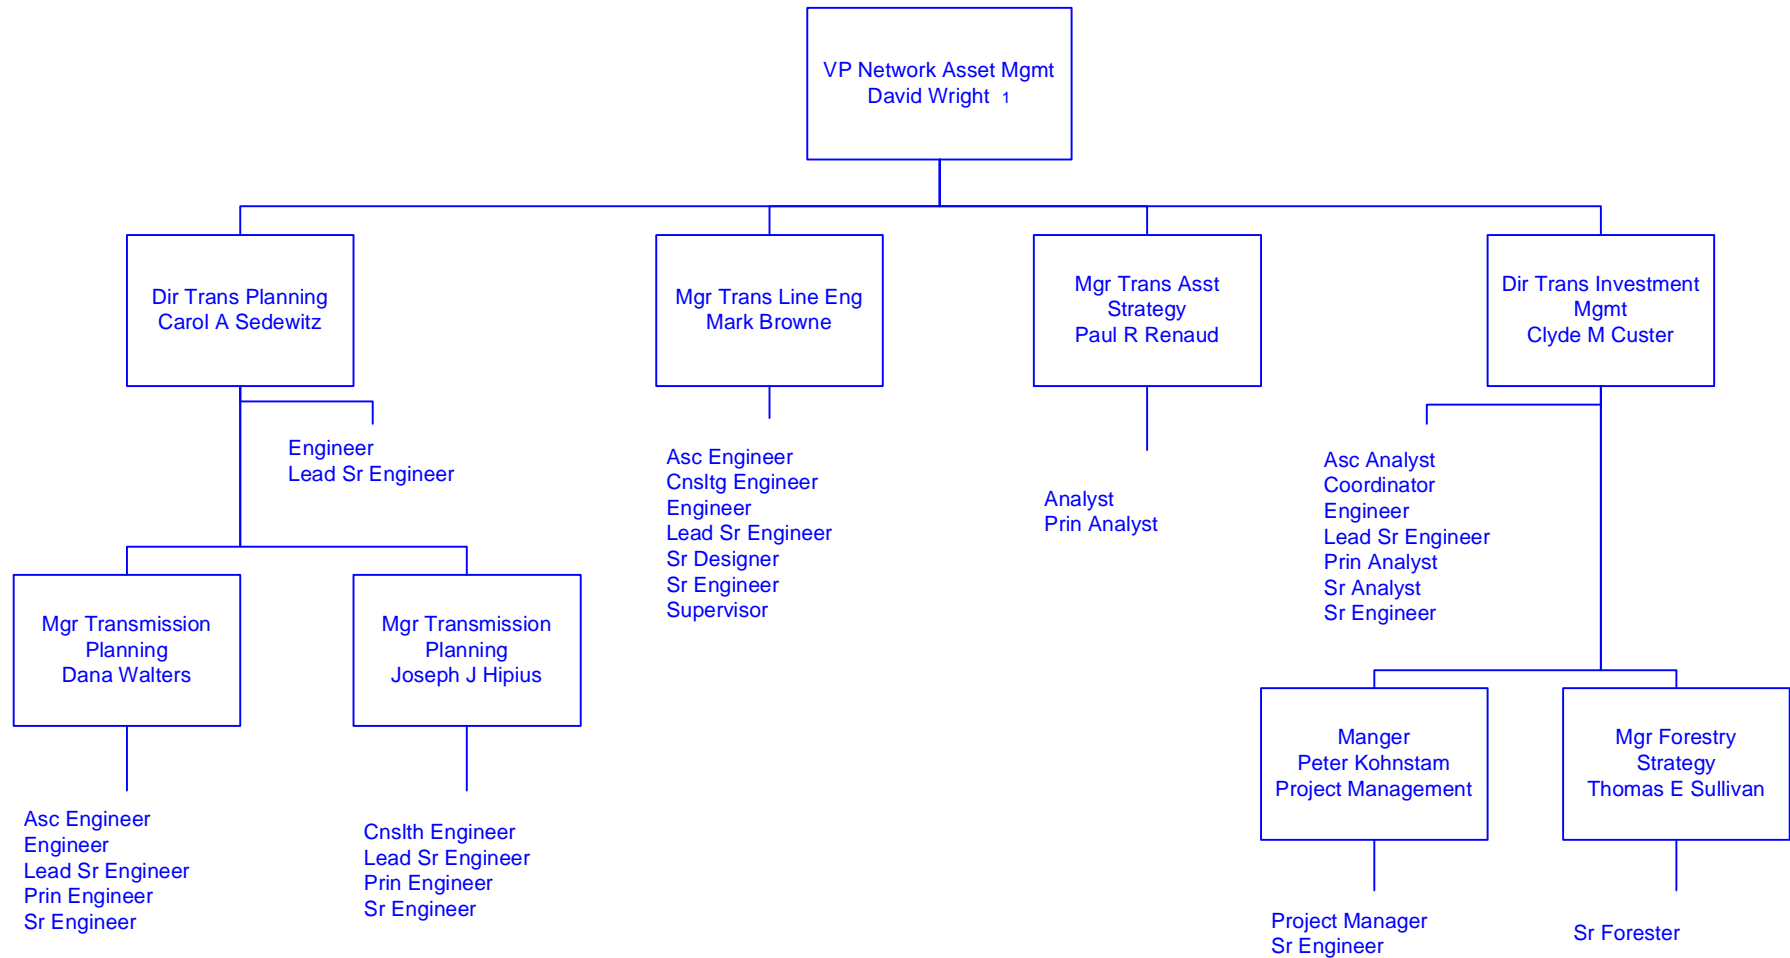 VP Network Asset Mgmt
David Wright 1
Dir Trans Planning
Carol A Sedewitz
Mgr Trans Line Eng
Mark Browne
Mgr Trans Asst
Strategy
Paul R Renaud
Dir Trans Investment
Mgmt
Clyde M Custer
Engineer
Lead Sr Engineer
Asc Engineer
Cnsltg Engineer
Engineer
Lead Sr Engineer
Sr Designer
Sr Engineer
Supervisor
Analyst
Prin Analyst
Asc Analyst
Coordinator
Engineer
Lead Sr Engineer
Prin Analyst
Sr Analyst
Sr Engineer
Mgr Transmission
Planning
Dana Walters
Mgr Transmission
Planning
Joseph J Hipius
Manger
Peter Kohnstam
Project Management
Mgr Forestry
Strategy
Thomas E Sullivan
Asc Engineer
Engineer
Lead Sr Engineer
Prin Engineer
Sr Engineer
Cnslth Engineer
Lead Sr Engineer
Prin Engineer
Sr Engineer
Project Manager
Sr Engineer
Sr Forester